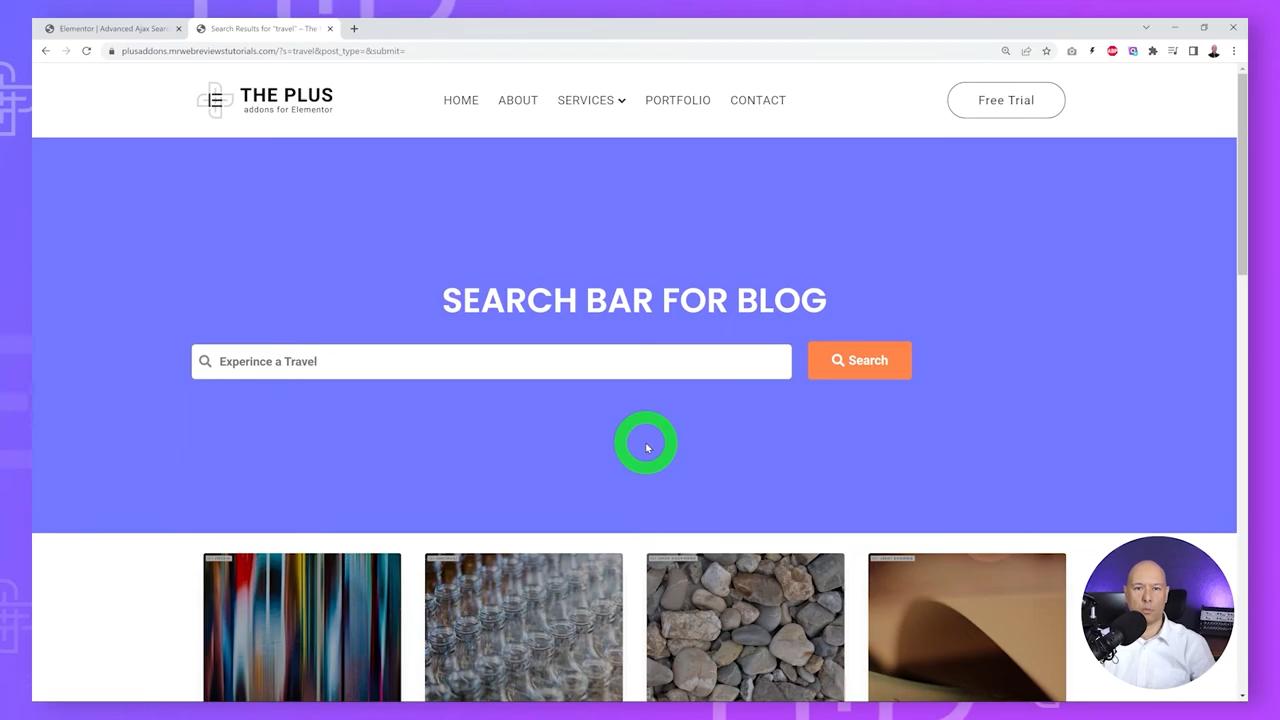 Elementor | Advanced Ajax Sear
Search Results for "travel" – The
plusaddons.mrwebreviewstutorials.com/?s=travel&post_type=&submit=
THE PLUS
addons for Elementor
HOME ABOUT SERVICES PORTFOLIO CONTACT
Free Trial
SEARCH BAR FOR BLOG
Experince a Travel
Search